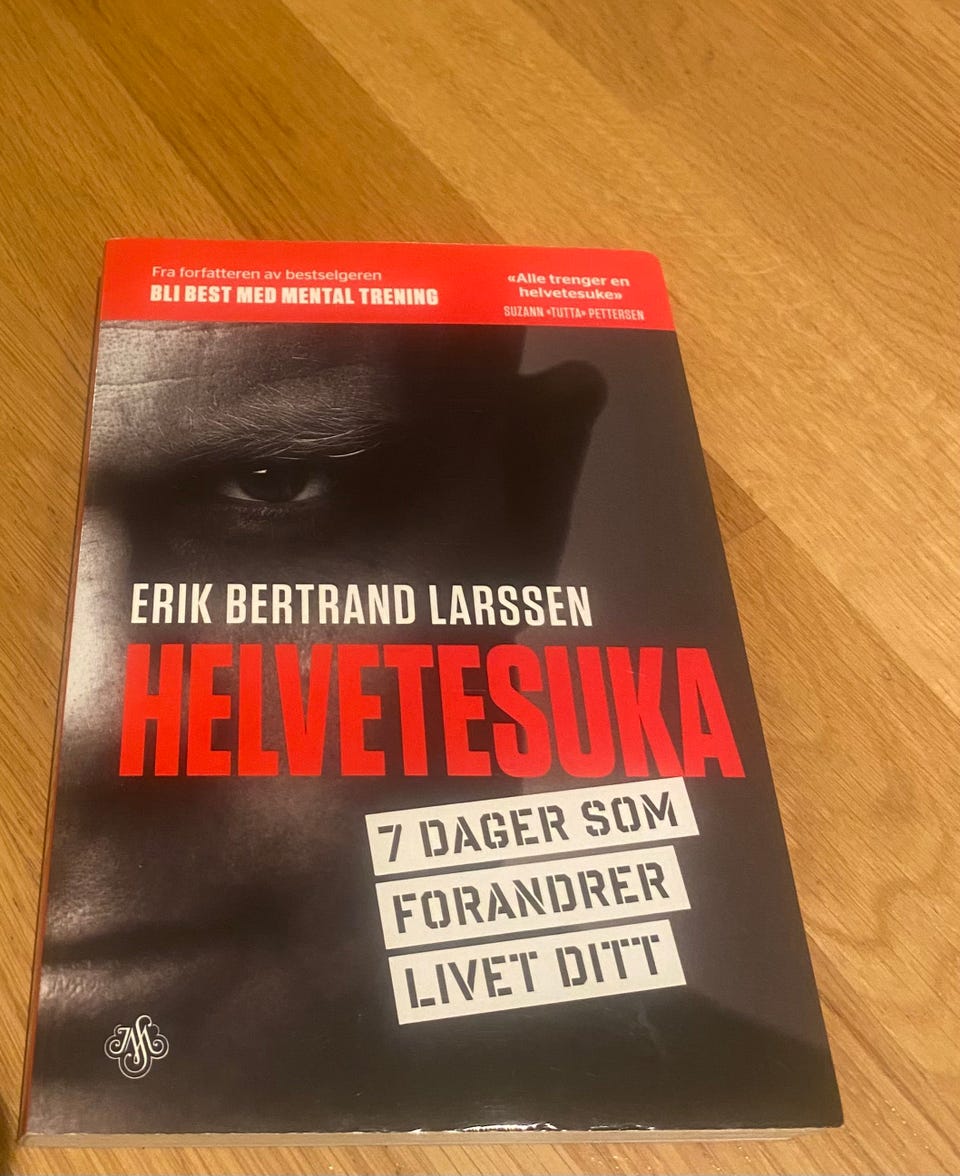 Fra forfatteren av bestselgeren
BLI BEST MED MENTAL TRENING
«Alle trenger en
helvetesuke»
SUZANN «TUTTA» PETTERSEN
ERIK BERTRAND LARSSEN
HELVETESUKA
7 DAGER SOM
FORANDRER
LIVET DITT